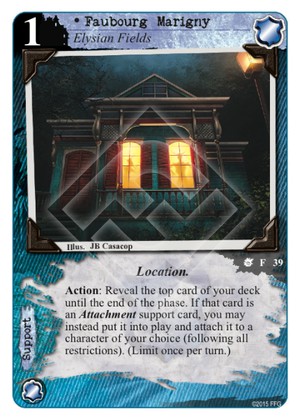 1
• Faubourg Marigny
Elysian Fields
Illus. JB Casacop
F 39
Location.
Action: Reveal the top card of your deck
until the end of the phase. If that card is
an Attachment support card, you may
instead put it into play and attach it to a
character of your choice (following all
restrictions). (Limit once per turn.)
Support
©2015 FFG